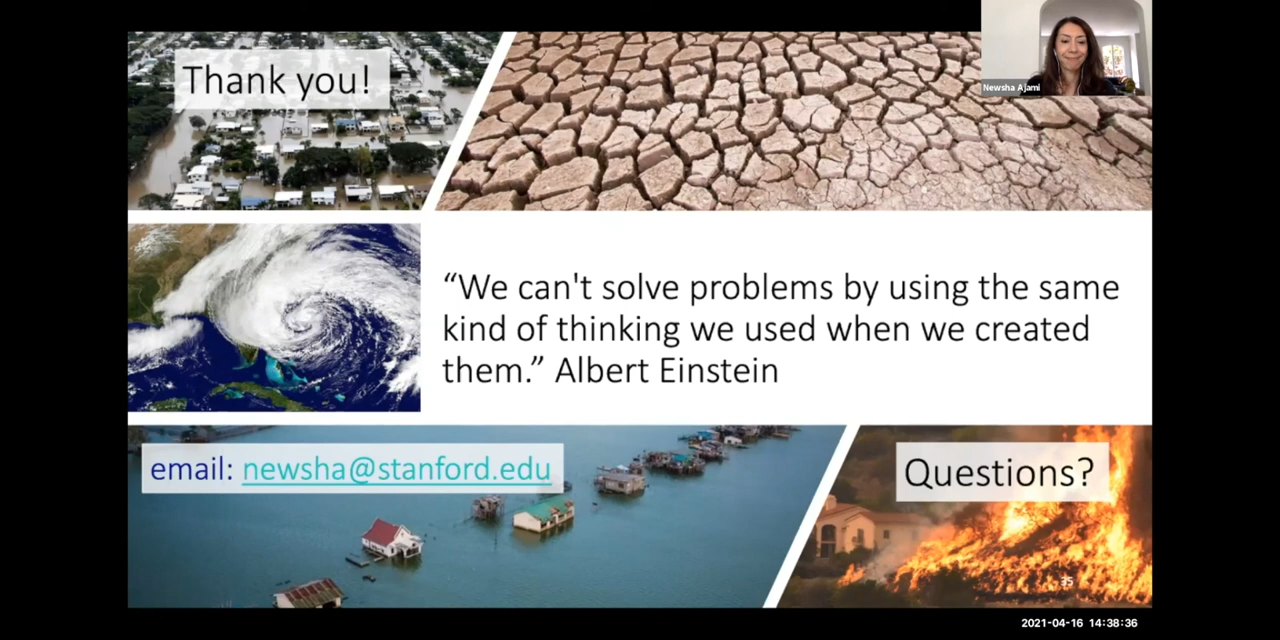 Thank you!
Newsha Ajami
“We can't solve problems by using the same
kind of thinking we used when we created
them.” Albert Einstein
email: newsha@stanford.edu
Questions?
35
2021-04-16 14:38:36